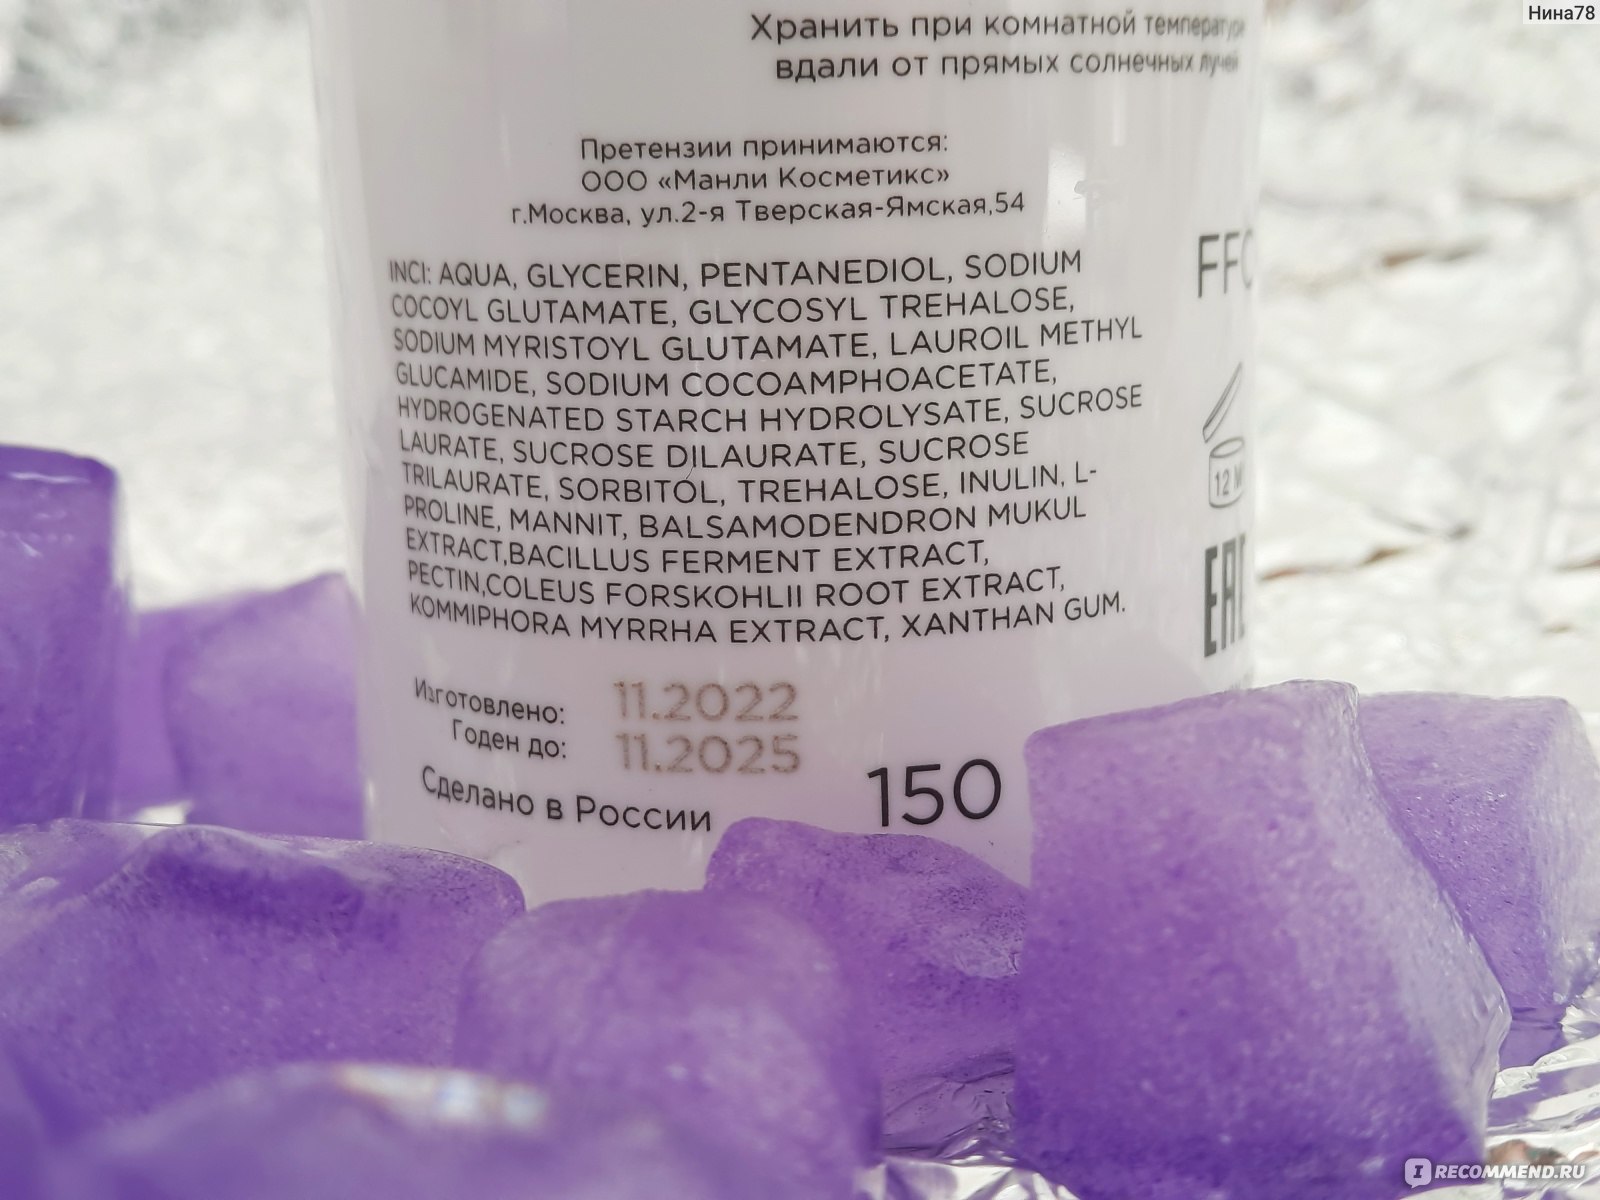 Нина78
Хранить при комнатной температуре
вдали от прямых солнечных лучей
Претензии принимаются:
ООО «Манли Косметикс»
г.Москва, ул.2-я Тверская-Ямская,54
INCI: AQUA, GLYCERIN, PENTANEDIOL, SODIUM
COCOYL GLUTAMATE, GLYCOSYL TREHALOSE,
SODIUM MYRISTOYL GLUTAMATE, LAUROIL METHYL
GLUCAMIDE, SODIUM COCOAMPHOACETATE,
HYDROGENATED STARCH HYDROLYSATE, SUCROSE
LAURATE, SUCROSE DILAURATE, SUCROSE
TRILAURATE, SORBITOL, TREHALOSE, INULIN, L-
PROLINE, MANNIT, BALSAMODENDRON MUKUL
EXTRACT,BACILLUS FERMENT EXTRACT,
PECTIN,COLEUS FORSKOHLII ROOT EXTRACT,
KOMMIPHORA MYRRHA EXTRACT, XANTHAN GUM.
Изготовлено: 11.2022
Годен до: 11.2025
Сделано в России
150
12 M
EAC
RECOMMEND.RU